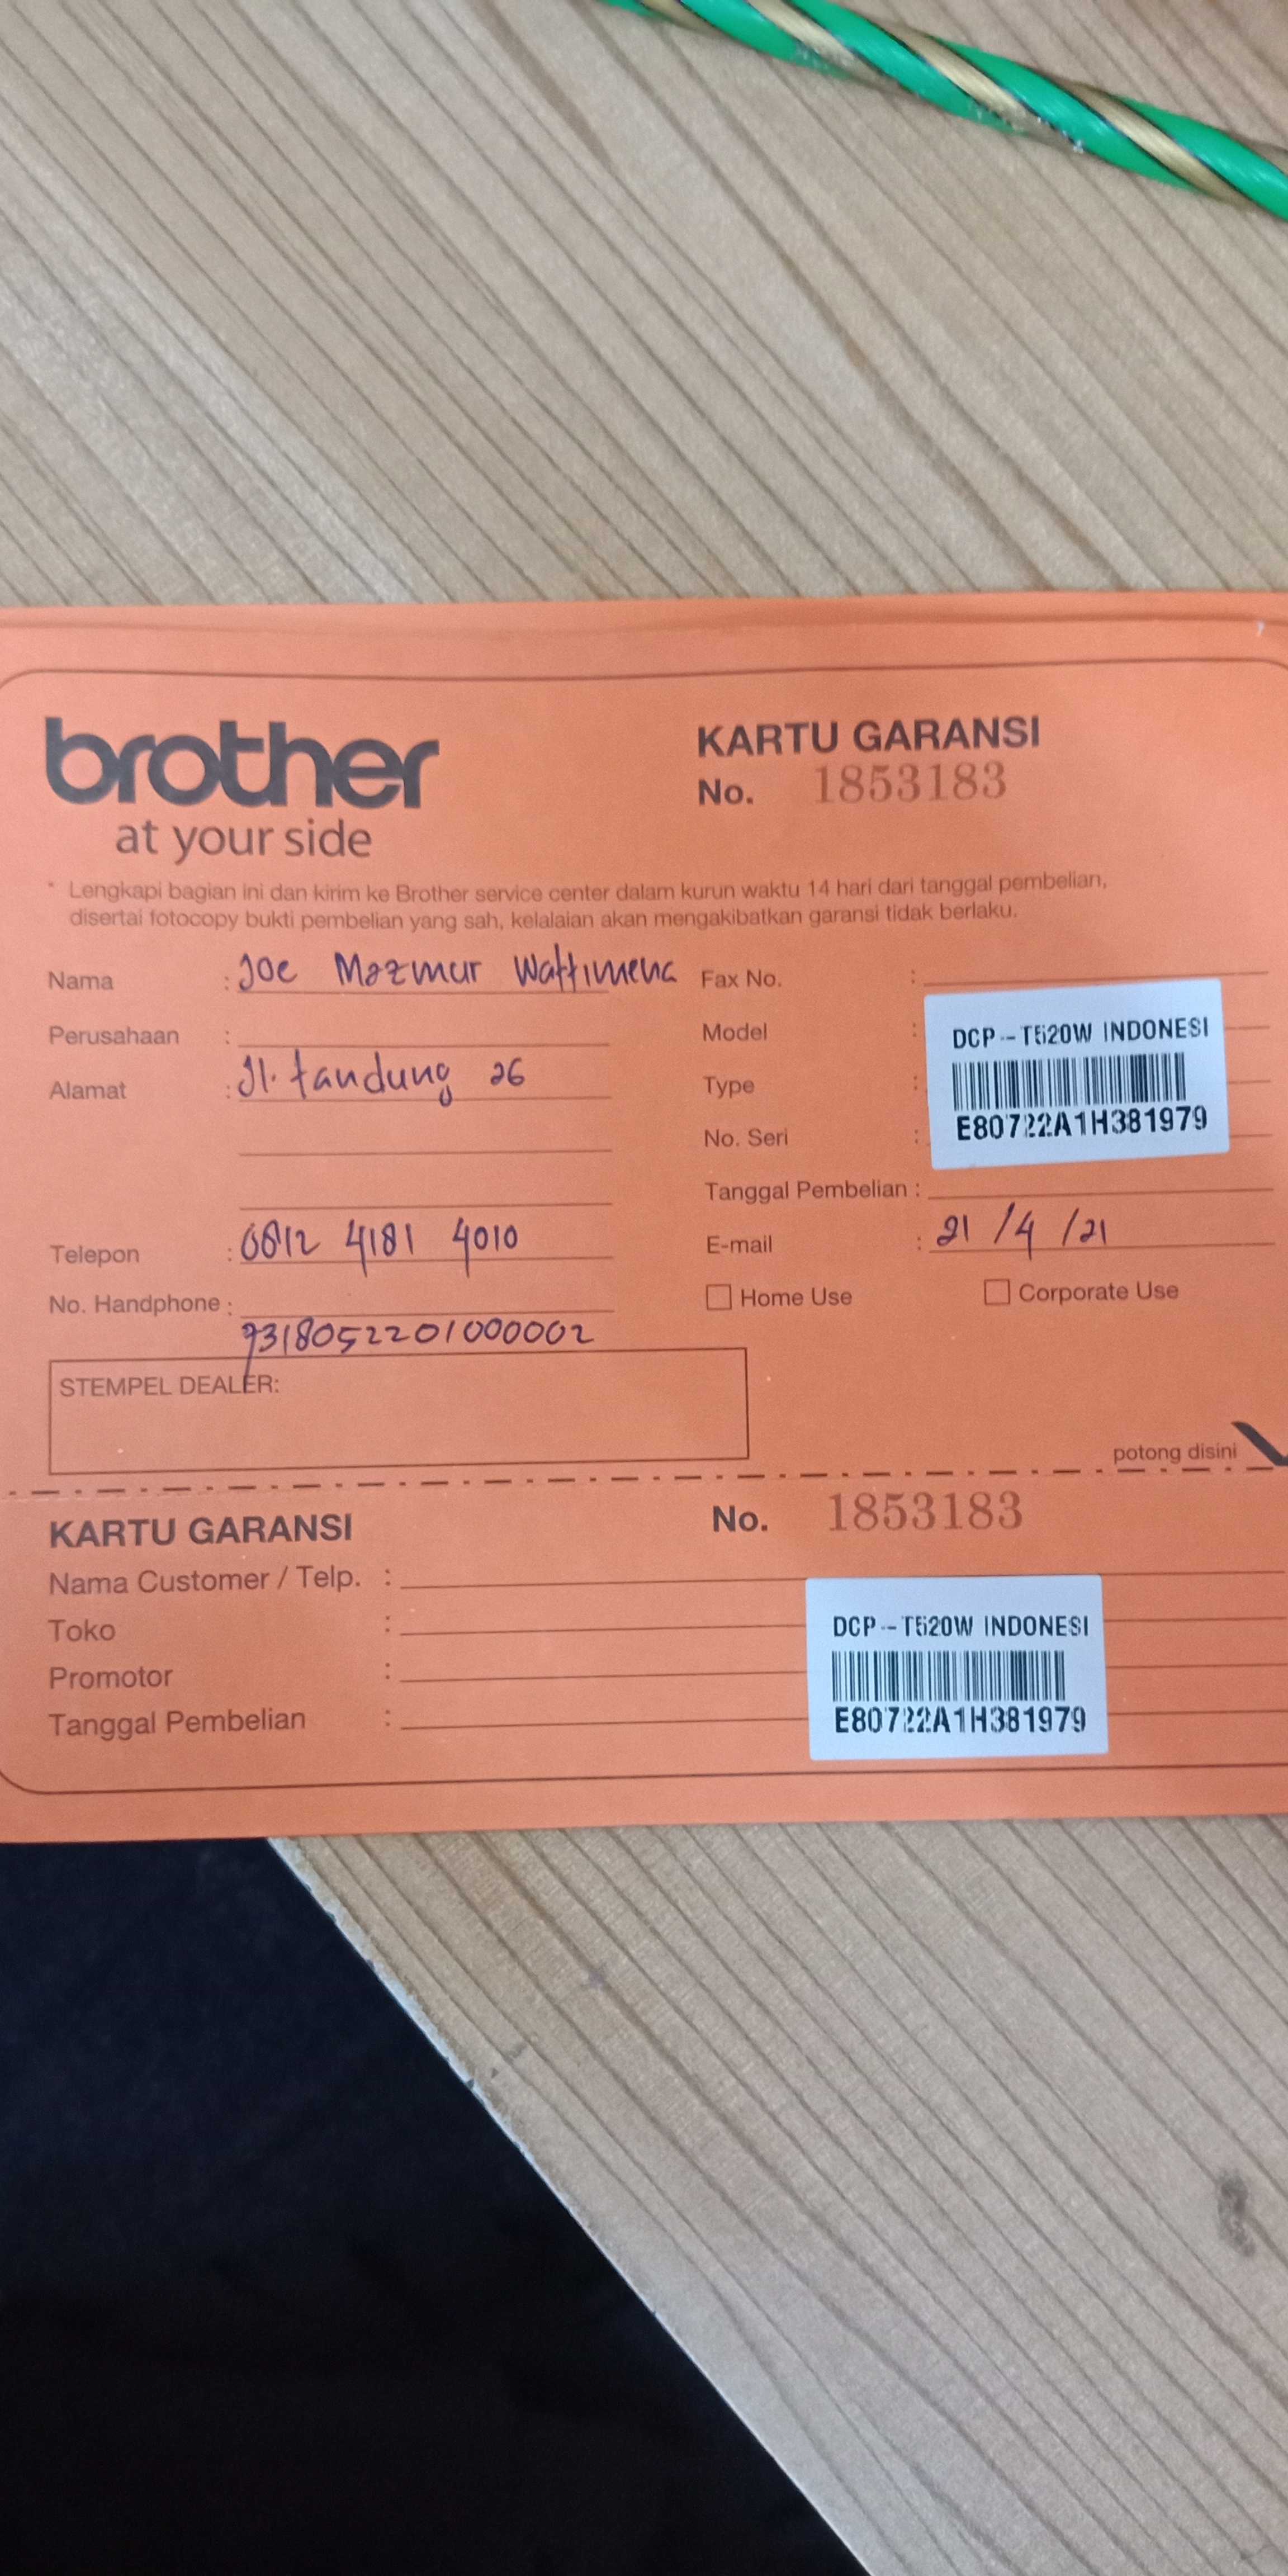 brother
at your side
KARTU GARANSI
No. 1853183
* Lengkapi bagian ini dan kirim ke Brother service center dalam kurun waktu 14 hari dari tanggal pembelian,
disertai fotocopy bukti pembelian yang sah, kelalaian akan mengakibatkan garansi tidak berlaku.
Nama : Joe Mazmur Wattimena
Perusahaan :
Alamat : Jl. tandung 26
Telepon : 0812 4181 4010
No. Handphone :
9318052201000002
Fax No. :
Model :
Type :
No. Seri :
DCP-T520W INDONESI
E80722A1H381979
Tanggal Pembelian :
E-mail : 21/4/21
Home Use Corporate Use
STEMPEL DEALER:
potong disini
KARTU GARANSI No. 1853183
Nama Customer / Telp. :
Toko :
Promotor :
Tanggal Pembelian :
DCP-T520W INDONESI
E80722A1H381979